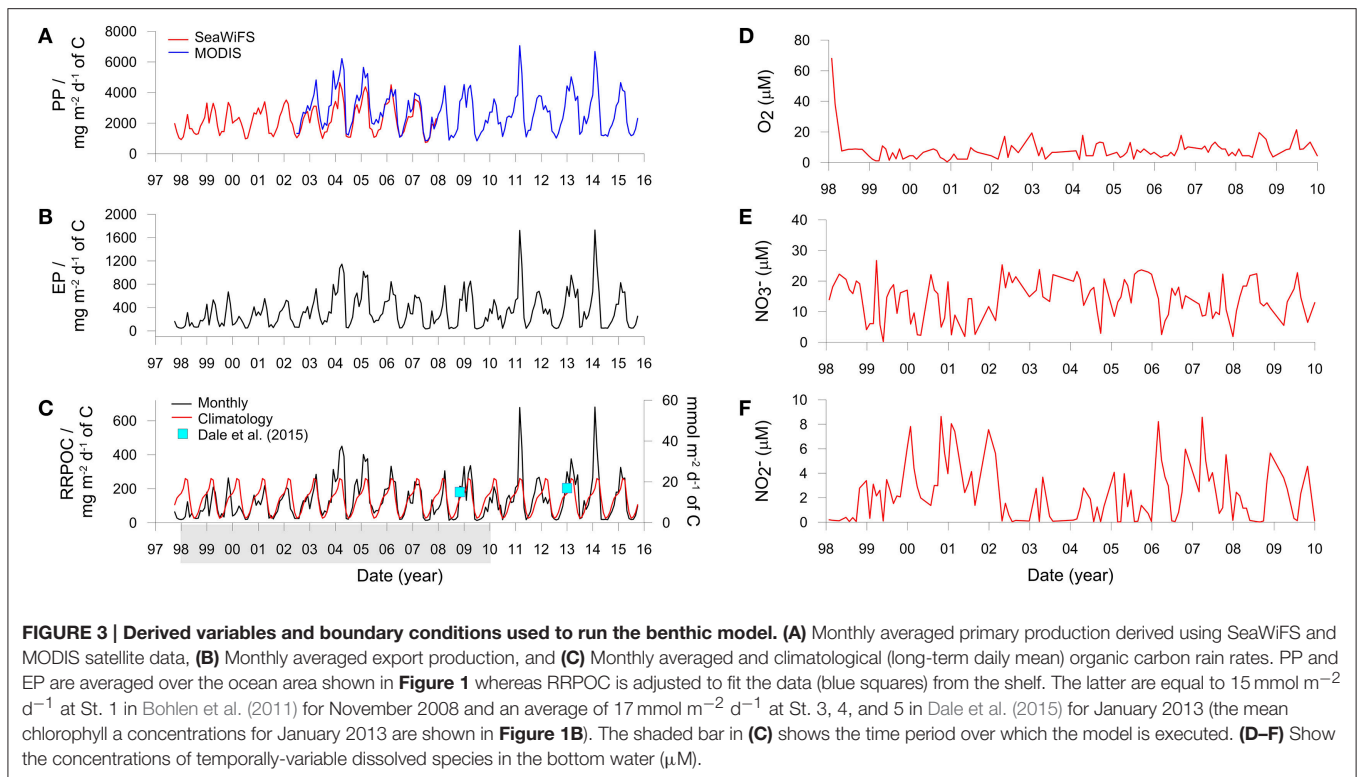 A
SeaWiFS
MODIS
PP /
mg m-2 d-1 of C
8000
6000
4000
2000
0
97 98 99 00 01 02 03 04 05 06 07 08 09 10 11 12 13 14 15 16
B
EP /
mg m-2 d-1 of C
2000
1600
1200
800
400
0
97 98 99 00 01 02 03 04 05 06 07 08 09 10 11 12 13 14 15 16
C
Monthly
Climatology
Dale et al. (2015)
RRPOC /
mg m-2 d-1 of C
600
400
200
0
60
40
20
0
mmol m-2 d-1 of C
97 98 99 00 01 02 03 04 05 06 07 08 09 10 11 12 13 14 15 16
Date (year)
D
O2 (µM)
80
60
40
20
0
98 99 00 01 02 03 04 05 06 07 08 09 10
E
NO3- (µM)
40
30
20
10
0
98 99 00 01 02 03 04 05 06 07 08 09 10
F
NO2- (µM)
10
8
6
4
2
0
98 99 00 01 02 03 04 05 06 07 08 09 10
Date (year)
FIGURE 3 | Derived variables and boundary conditions used to run the benthic model. (A) Monthly averaged primary production derived using SeaWiFS and
MODIS satellite data, (B) Monthly averaged export production, and (C) Monthly averaged and climatological (long-term daily mean) organic carbon rain rates. PP and
EP are averaged over the ocean area shown in Figure 1 whereas RRPOC is adjusted to fit the data (blue squares) from the shelf. The latter are equal to 15 mmol m−2
d−1 at St. 1 in Bohlen et al. (2011) for November 2008 and an average of 17 mmol m−2 d−1 at St. 3, 4, and 5 in Dale et al. (2015) for January 2013 (the mean
chlorophyll a concentrations for January 2013 are shown in Figure 1B). The shaded bar in (C) shows the time period over which the model is executed. (D–F) Show
the concentrations of temporally-variable dissolved species in the bottom water (µM).